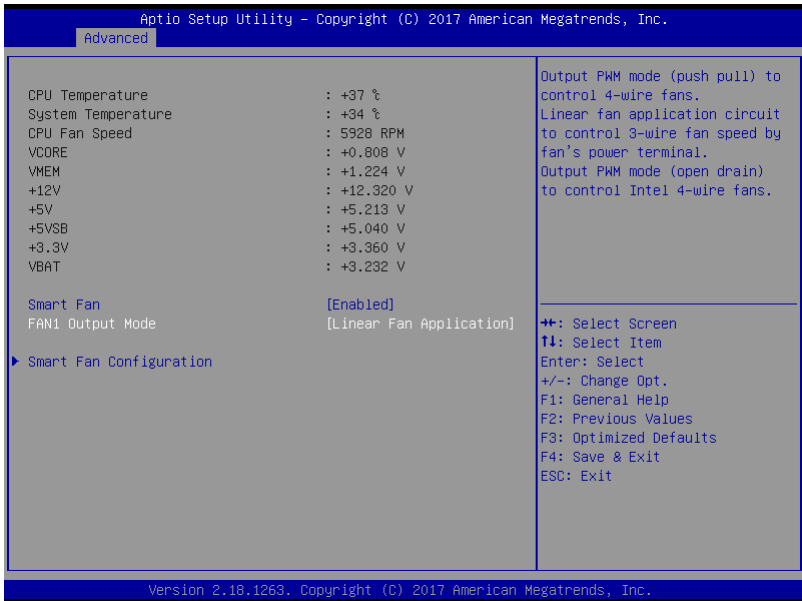 Aptio Setup Utility – Copyright (C) 2017 American Megatrends, Inc.
Advanced
CPU Temperature : +37 ℃
System Temperature : +34 ℃
CPU Fan Speed : 5928 RPM
VCORE : +0.808 V
VMEM : +1.224 V
+12V : +12.320 V
+5V : +5.213 V
+5VSB : +5.040 V
+3.3V : +3.360 V
VBAT : +3.232 V
Smart Fan [Enabled]
FAN1 Output Mode [Linear Fan Application]
Smart Fan Configuration
Output PWM mode (push pull) to
control 4-wire fans.
Linear fan application circuit
to control 3-wire fan speed by
fan's power terminal.
Output PWM mode (open drain)
to control Intel 4-wire fans.
→←: Select Screen
↑↓: Select Item
Enter: Select
+/-: Change Opt.
F1: General Help
F2: Previous Values
F3: Optimized Defaults
F4: Save & Exit
ESC: Exit
Version 2.18.1263. Copyright (C) 2017 American Megatrends, Inc.